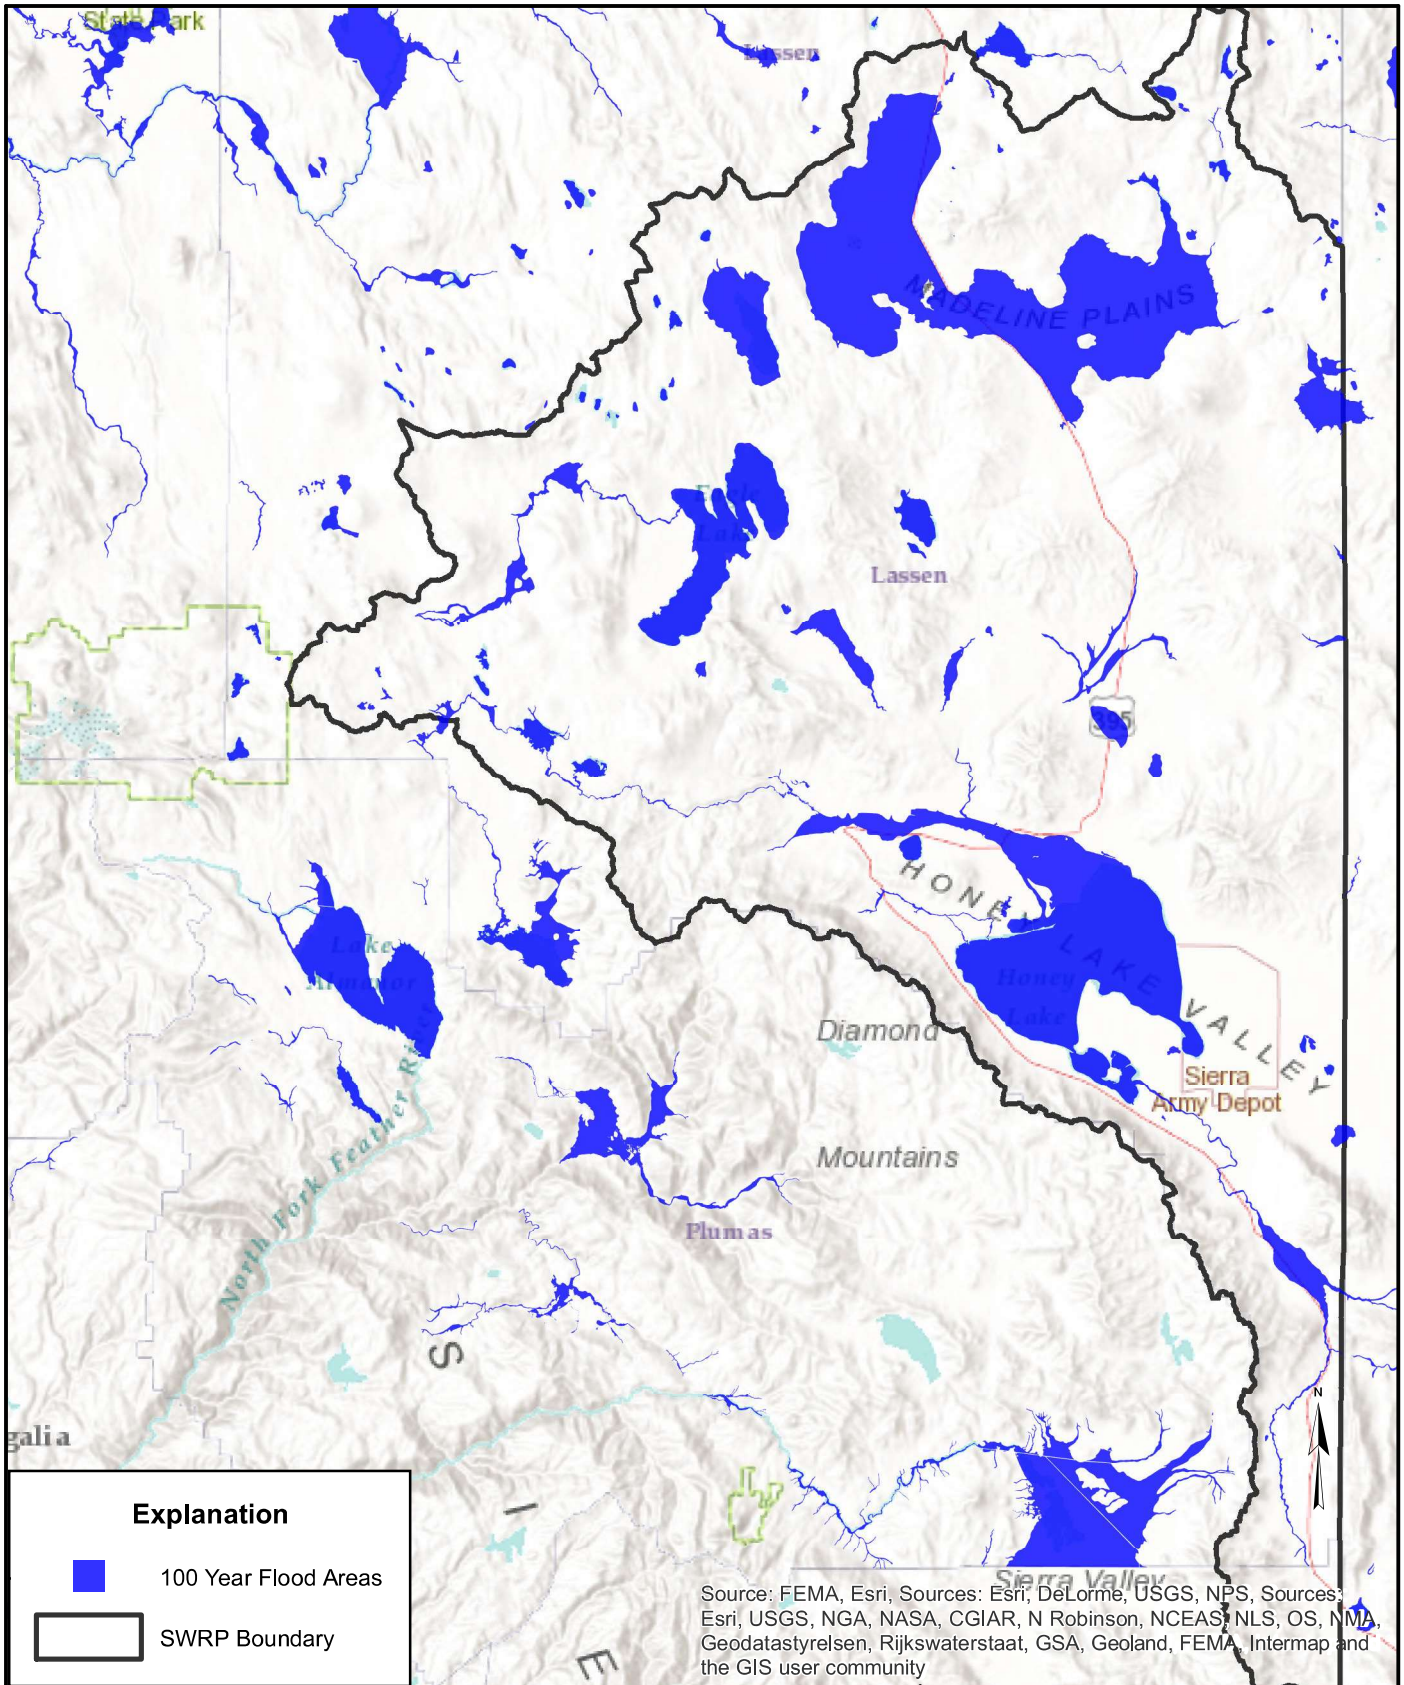 State Park
Lassen
MADELINE PLAINS
Eagle
Lake
Lassen
395
HONEY LAKE VALLEY
Lake
Almanor
Honey
Lake
Diamond
Mountains
Sierra
Army Depot
North Fork Feather River
Plumas
S
I
E
N
galia
Sierra Valley
Explanation
100 Year Flood Areas
SWRP Boundary
Source: FEMA, Esri, Sources: Esri, DeLorme, USGS, NPS, Sources:
Esri, USGS, NGA, NASA, CGIAR, N Robinson, NCEAS, NLS, OS, NMA,
Geodatastyrelsen, Rijkswaterstaat, GSA, Geoland, FEMA, Intermap and
the GIS user community